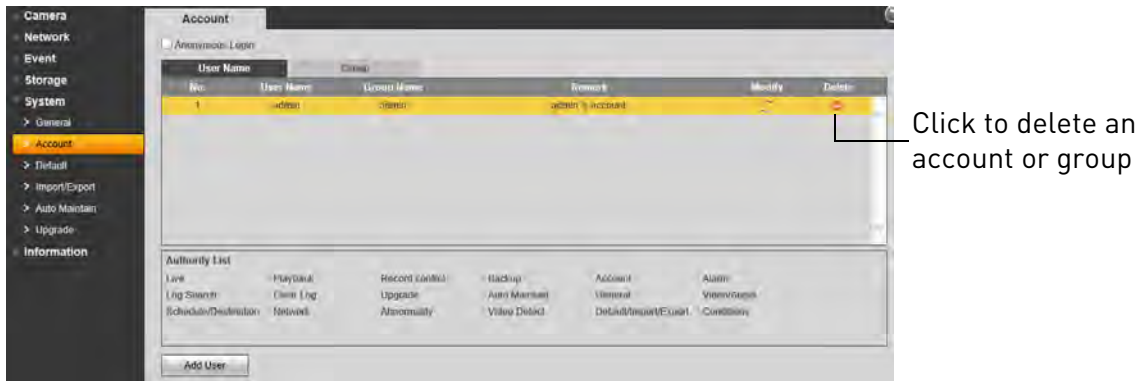 Camera
Network
Event
Storage
System
> General
Account
> Default
> Import/Export
> Auto Maintain
> Upgrade
Information
Account
Anonymous Login
User Name Group
No. User Name Group Name Remark Modify Delete
1 admin admin admin 's account
Authority List
Live Playback Record control Backup Account Alarm
Log Search Clear Log Upgrade Auto Maintain General Video/Audio
Schedule/Destination Network Abnormality Video Detect Default/Import/Export Conditions
Add User
Click to delete an
account or group